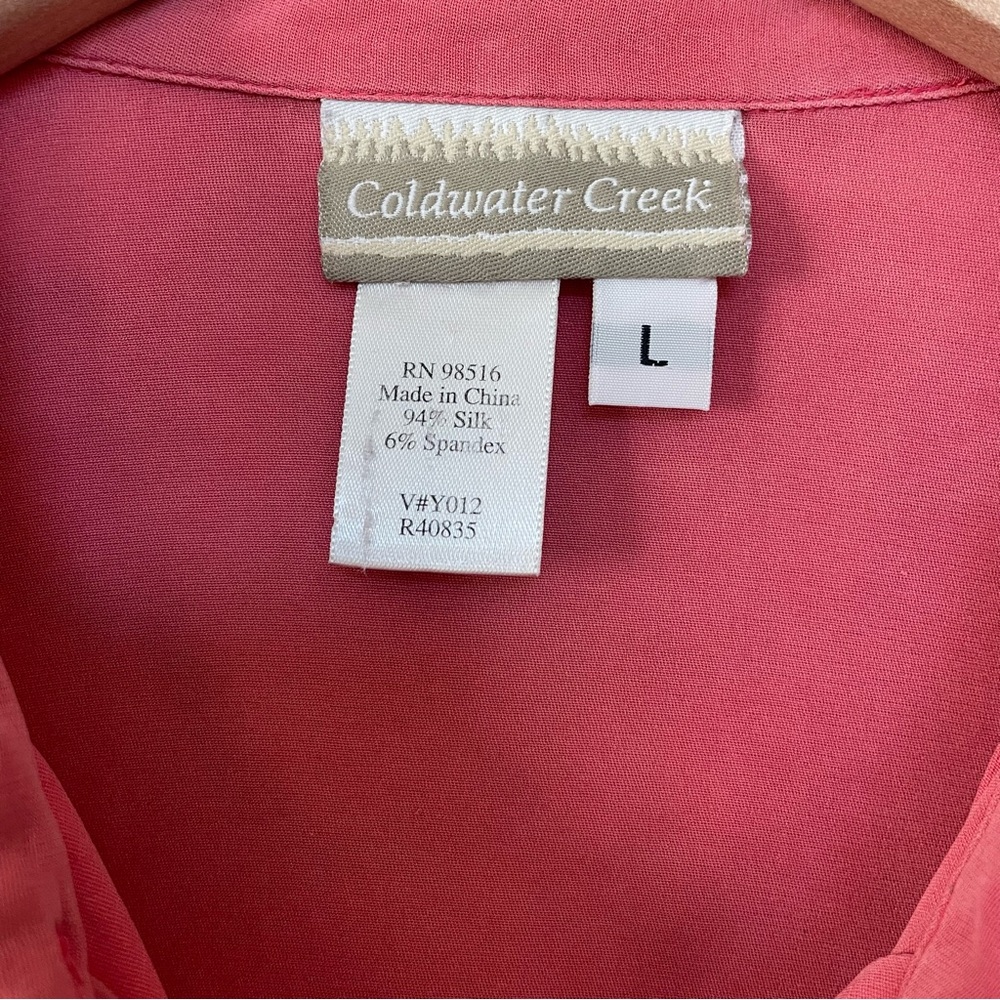 Coldwater Creek
L
RN 98516
Made in China
94% Silk
6% Spandex
V#Y012
R40835